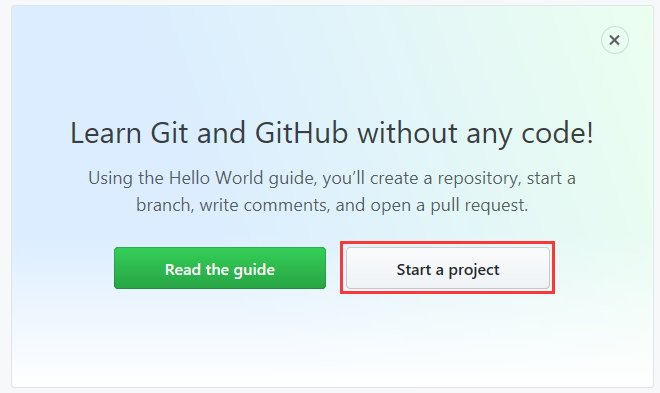 Learn Git and GitHub without any code!
Using the Hello World guide, you’ll create a repository, start a
branch, write comments, and open a pull request.
Read the guide
Start a project